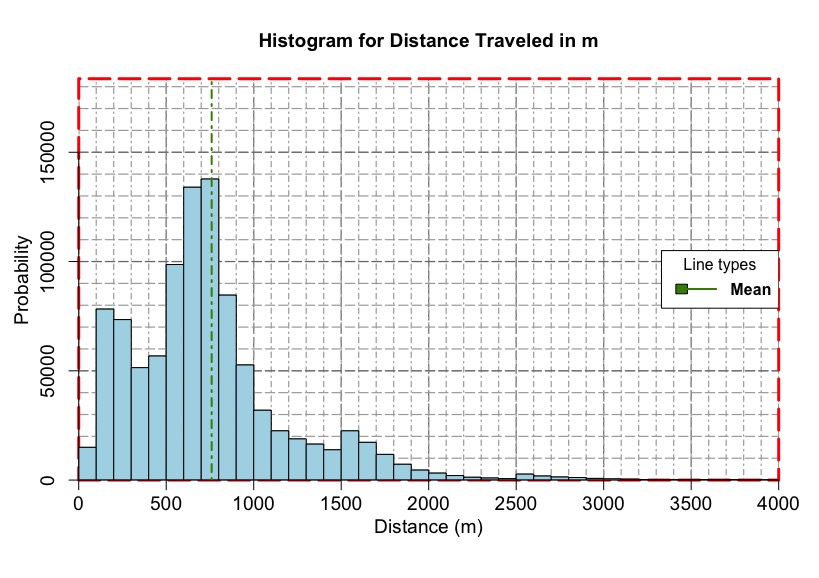 Histogram for Distance Traveled in m
Probability
150000
100000
50000
0
Line types
Mean
0 500 1000 1500 2000 2500 3000 3500 4000
Distance (m)